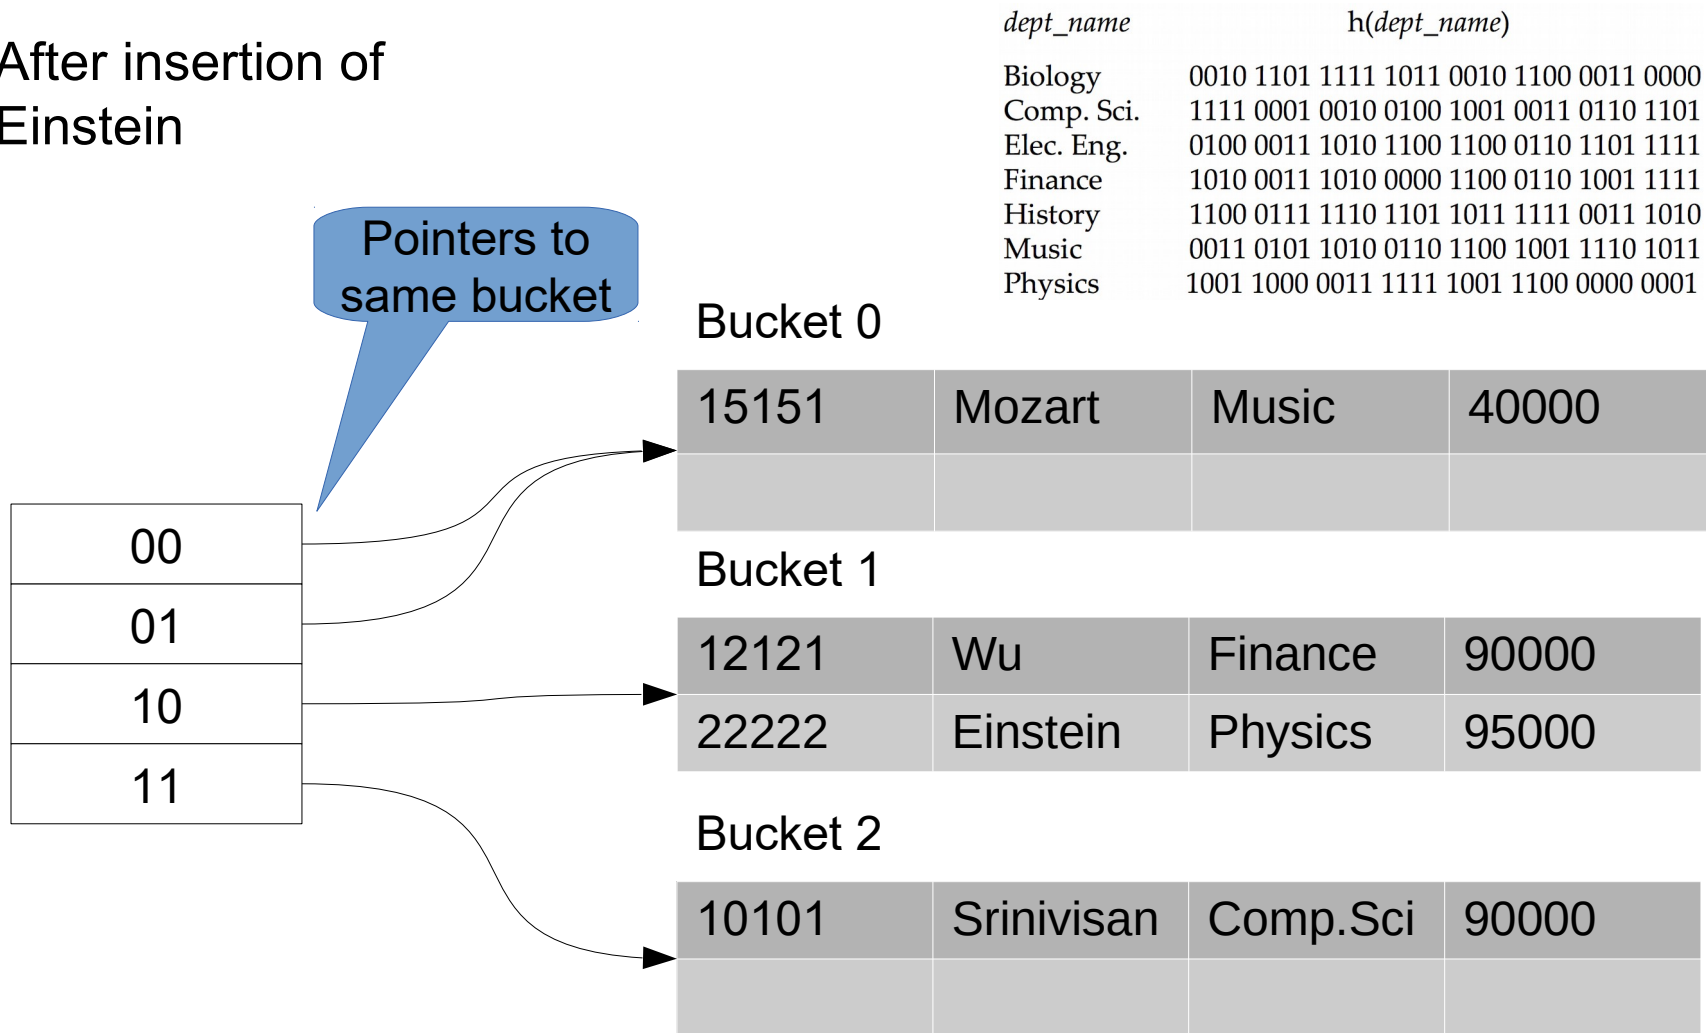 After insertion of
Einstein
dept_name h(dept_name)
Biology 0010 1101 1111 1011 0010 1100 0011 0000
Comp. Sci. 1111 0001 0010 0100 1001 0011 0110 1101
Elec. Eng. 0100 0011 1010 1100 1100 0110 1101 1111
Finance 1010 0011 1010 0000 1100 0110 1001 1111
History 1100 0111 1110 1101 1011 1111 0011 1010
Music 0011 0101 1010 0110 1100 1001 1110 1011
Physics 1001 1000 0011 1111 1001 1100 0000 0001
Pointers to
same bucket
00
01
10
11
Bucket 0
15151 Mozart Music 40000
Bucket 1
12121 Wu Finance 90000
22222 Einstein Physics 95000
Bucket 2
10101 Srinivisan Comp.Sci 90000